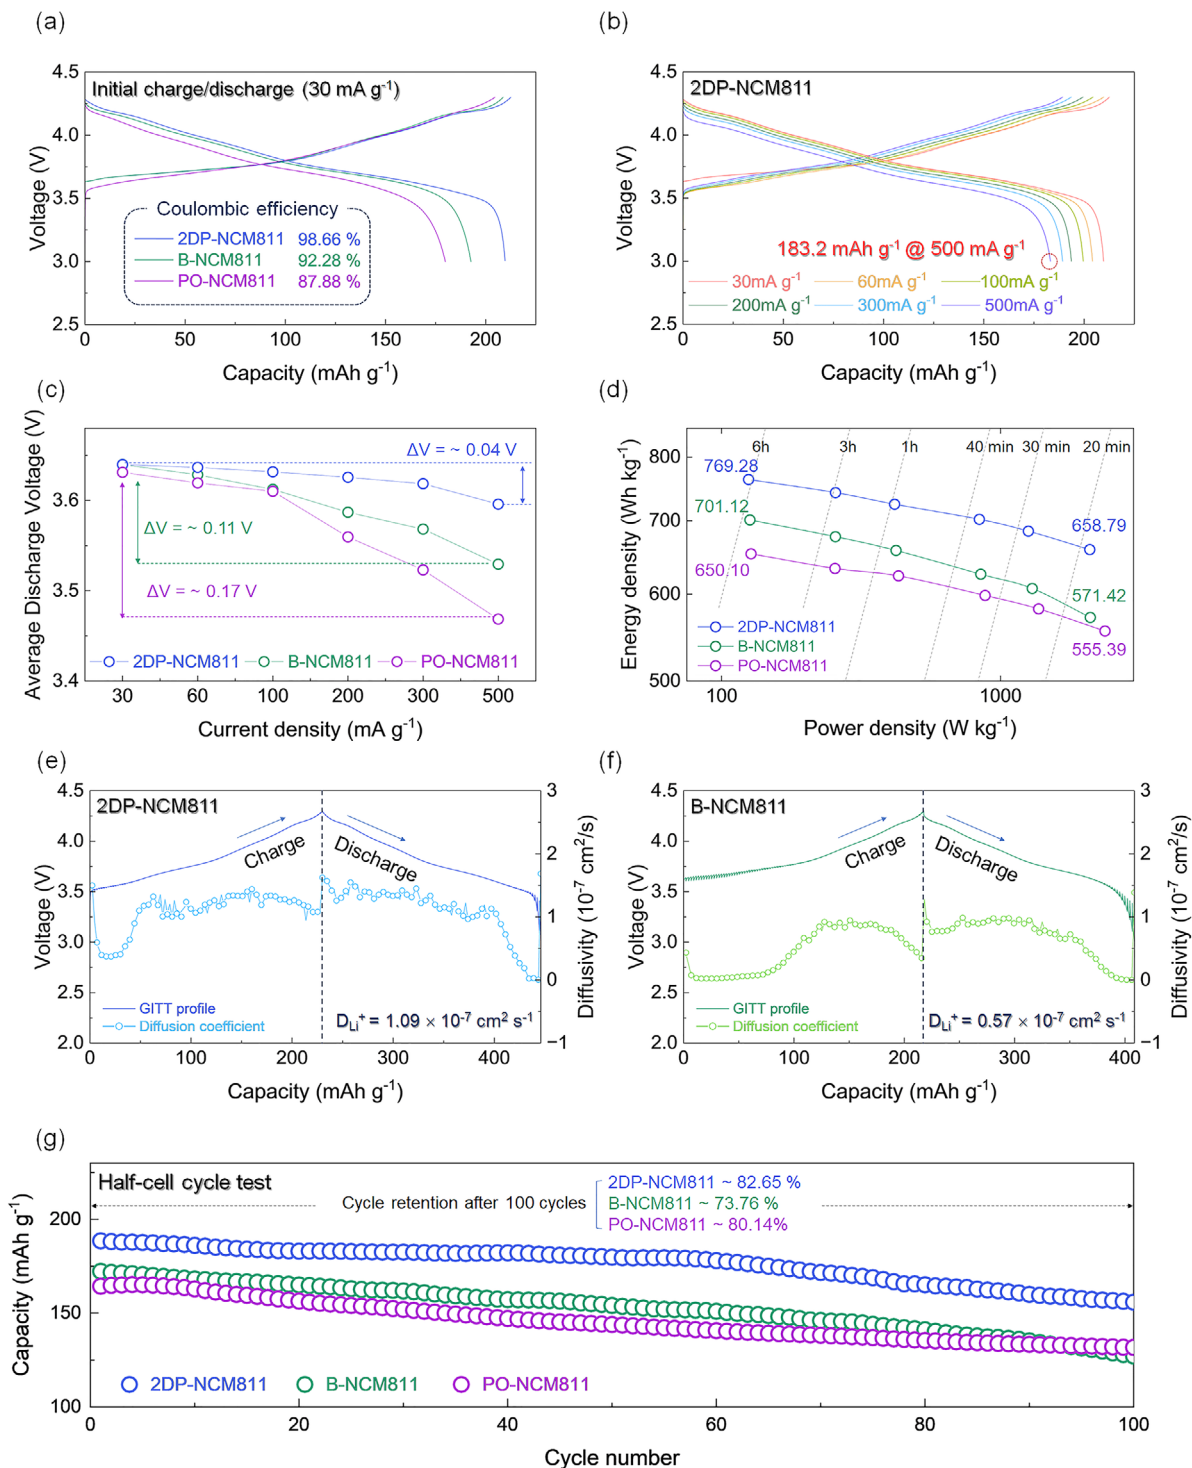 (a)
Initial charge/discharge (30 mA g⁻¹)
Voltage (V)
4.5
4.0
3.5
3.0
2.5
Coulombic efficiency
2DP-NCM811 98.66 %
B-NCM811 92.28 %
PO-NCM811 87.88 %
0 50 100 150 200
Capacity (mAh g⁻¹)
(b)
2DP-NCM811
Voltage (V)
4.5
4.0
3.5
3.0
2.5
183.2 mAh g⁻¹ @ 500 mA g⁻¹
30mA g⁻¹ 60mA g⁻¹ 100mA g⁻¹
200mA g⁻¹ 300mA g⁻¹ 500mA g⁻¹
0 50 100 150 200
Capacity (mAh g⁻¹)
(c)
Average Discharge Voltage (V)
3.6
3.5
3.4
ΔV = ~ 0.04 V
ΔV = ~ 0.11 V
ΔV = ~ 0.17 V
2DP-NCM811 B-NCM811 PO-NCM811
30 60 100 200 300 500
Current density (mA g⁻¹)
(d)
Energy density (Wh kg⁻¹)
800
700
600
500
6h 3h 1h 40 min 30 min 20 min
769.28
701.12
650.10
658.79
571.42
555.39
2DP-NCM811
B-NCM811
PO-NCM811
100 1000
Power density (W kg⁻¹)
(e)
2DP-NCM811
Voltage (V)
4.5
4.0
3.5
3.0
2.5
2.0
Charge
Discharge
GITT profile
Diffusion coefficient
D_Li⁺ = 1.09 × 10⁻⁷ cm² s⁻¹
3
2
1
0
−1
Diffusivity (10⁻⁷ cm²/s)
0 100 200 300 400
Capacity (mAh g⁻¹)
(f)
B-NCM811
Voltage (V)
4.5
4.0
3.5
3.0
2.5
2.0
Charge
Discharge
GITT profile
Diffusion coefficient
D_Li⁺ = 0.57 × 10⁻⁷ cm² s⁻¹
3
2
1
0
−1
Diffusivity (10⁻⁷ cm²/s)
0 100 200 300 400
Capacity (mAh g⁻¹)
(g)
Half-cell cycle test
Cycle retention after 100 cycles
2DP-NCM811 ~ 82.65 %
B-NCM811 ~ 73.76 %
PO-NCM811 ~ 80.14%
Capacity (mAh g⁻¹)
200
150
100
2DP-NCM811 B-NCM811 PO-NCM811
0 20 40 60 80 100
Cycle number